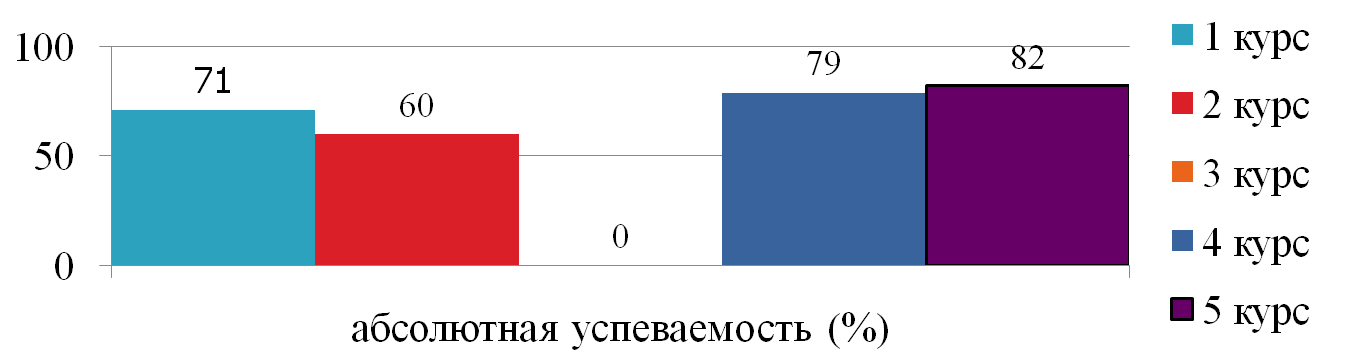 100
50
0
71
60
0
79
82
абсолютная успеваемость (%)
1 курс
2 курс
3 курс
4 курс
5 курс